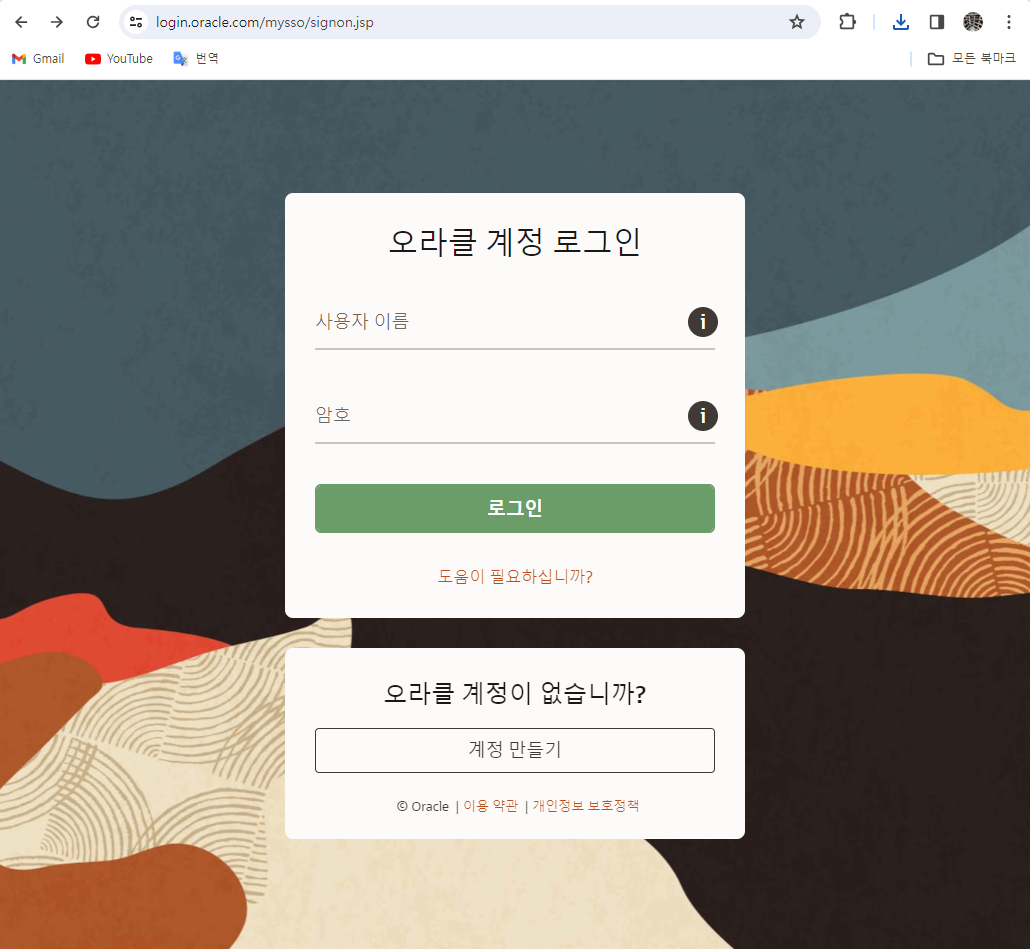 login.oracle.com/mysso/signon.jsp
Gmail YouTube 번역 모든 북마크
오라클 계정 로그인
사용자 이름
암호
로그인
도움이 필요하십니까?
오라클 계정이 없습니까?
계정 만들기
© Oracle | 이용 약관 | 개인정보 보호정책